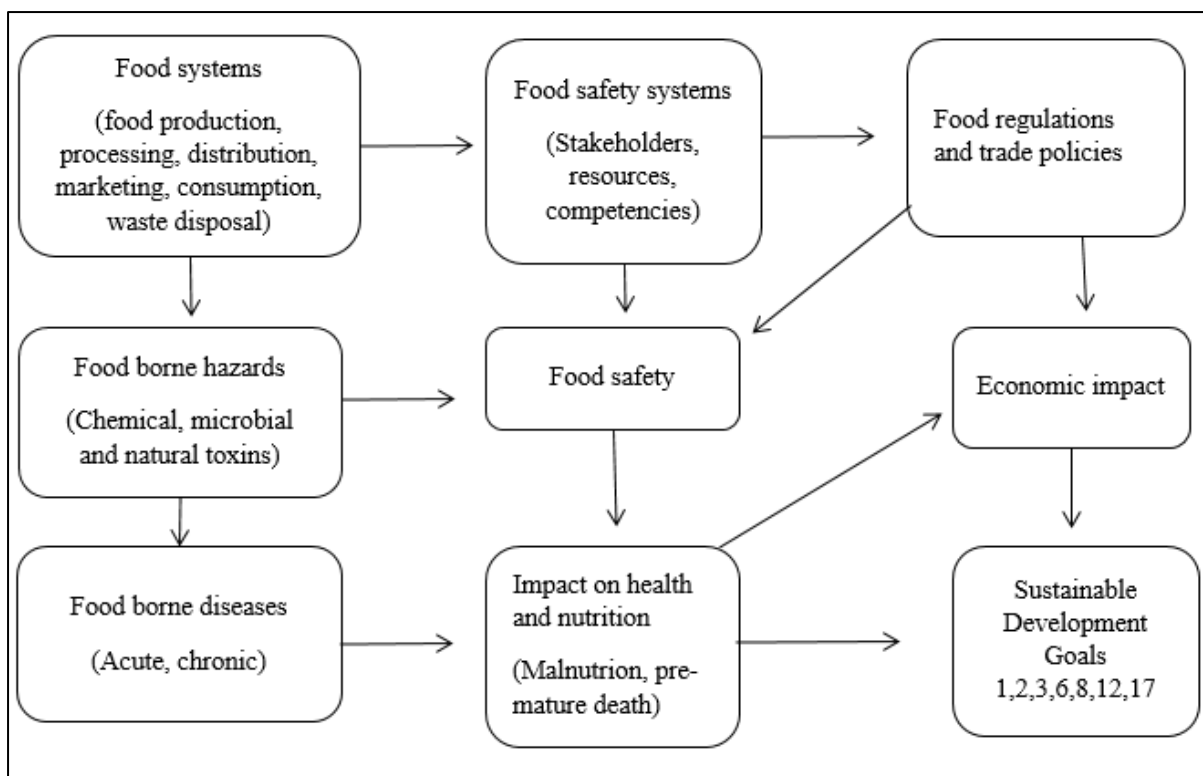 Food systems
(food production,
processing, distribution,
marketing, consumption,
waste disposal)
Food safety systems
(Stakeholders,
resources,
competencies)
Food regulations
and trade policies
Food borne hazards
(Chemical, microbial
and natural toxins)
Food safety
Economic impact
Food borne diseases
(Acute, chronic)
Impact on health
and nutrition
(Malnutrition, pre-
mature death)
Sustainable
Development
Goals
1,2,3,6,8,12,17